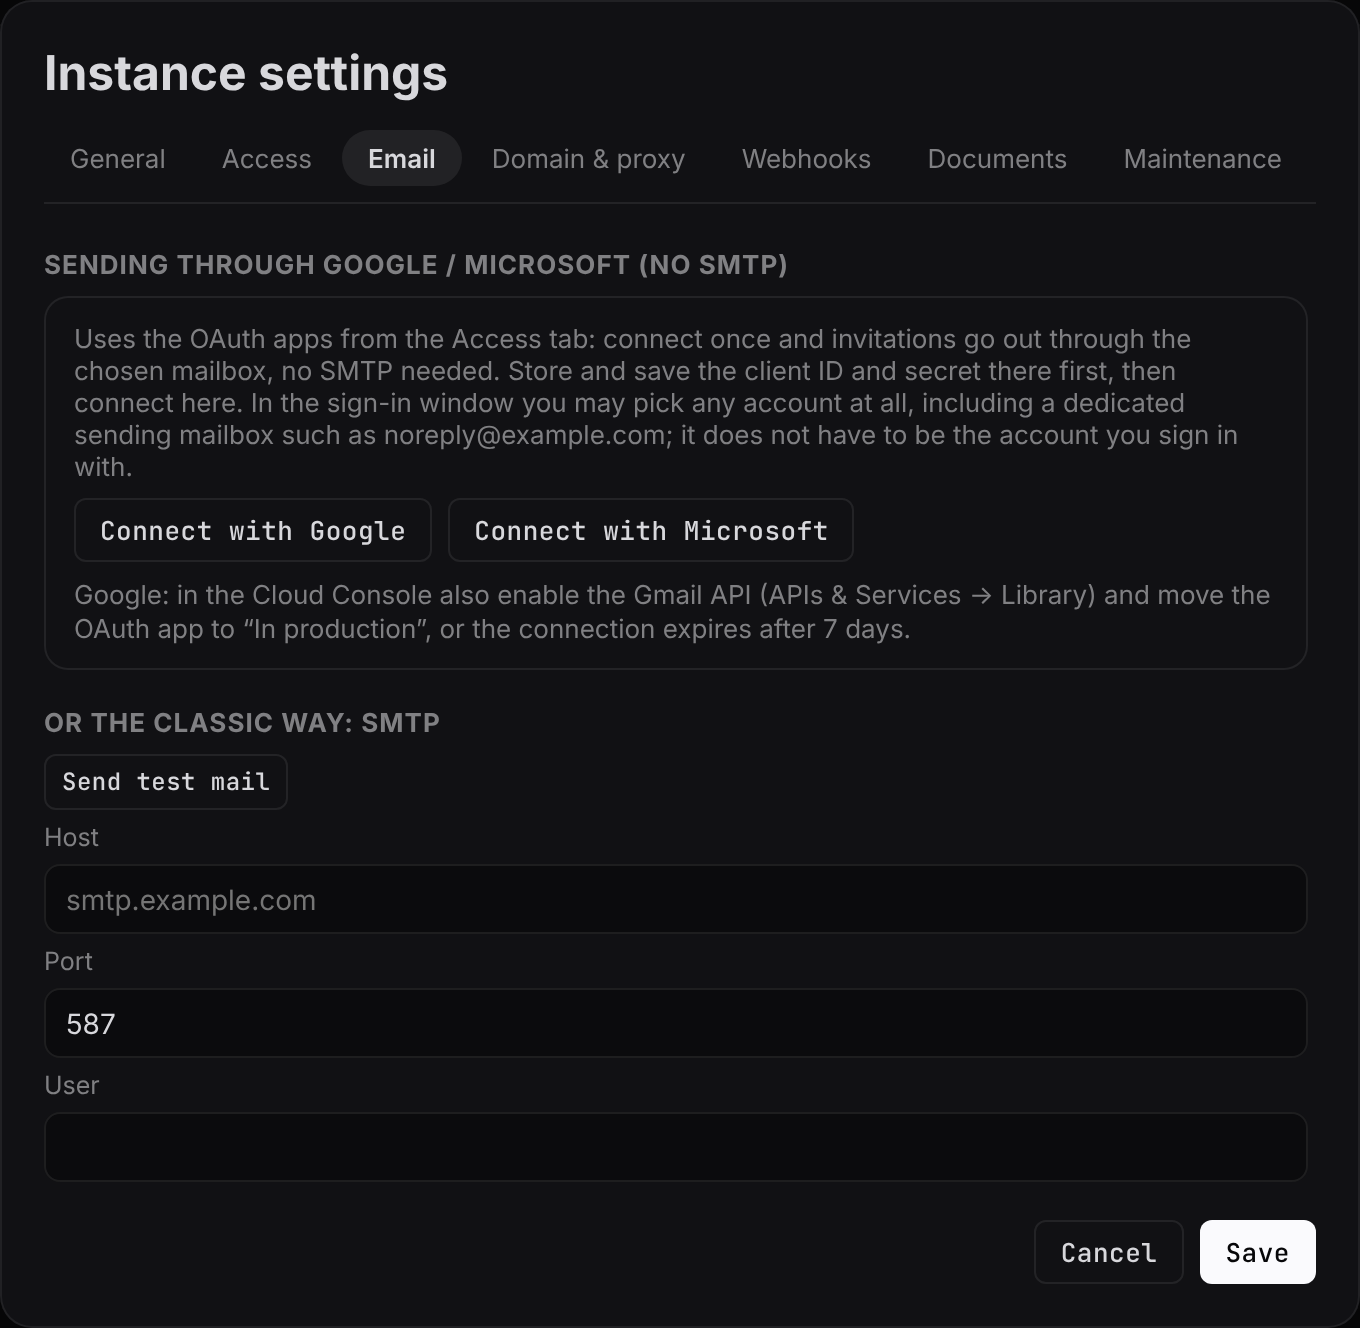 Instance settings
General Access Email Domain & proxy Webhooks Documents Maintenance
SENDING THROUGH GOOGLE / MICROSOFT (NO SMTP)
Uses the OAuth apps from the Access tab: connect once and invitations go out through the
chosen mailbox, no SMTP needed. Store and save the client ID and secret there first, then
connect here. In the sign-in window you may pick any account at all, including a dedicated
sending mailbox such as noreply@example.com; it does not have to be the account you sign in
with.
Connect with Google Connect with Microsoft
Google: in the Cloud Console also enable the Gmail API (APIs & Services → Library) and move the
OAuth app to “In production”, or the connection expires after 7 days.
OR THE CLASSIC WAY: SMTP
Send test mail
Host
smtp.example.com
Port
587
User
Cancel Save